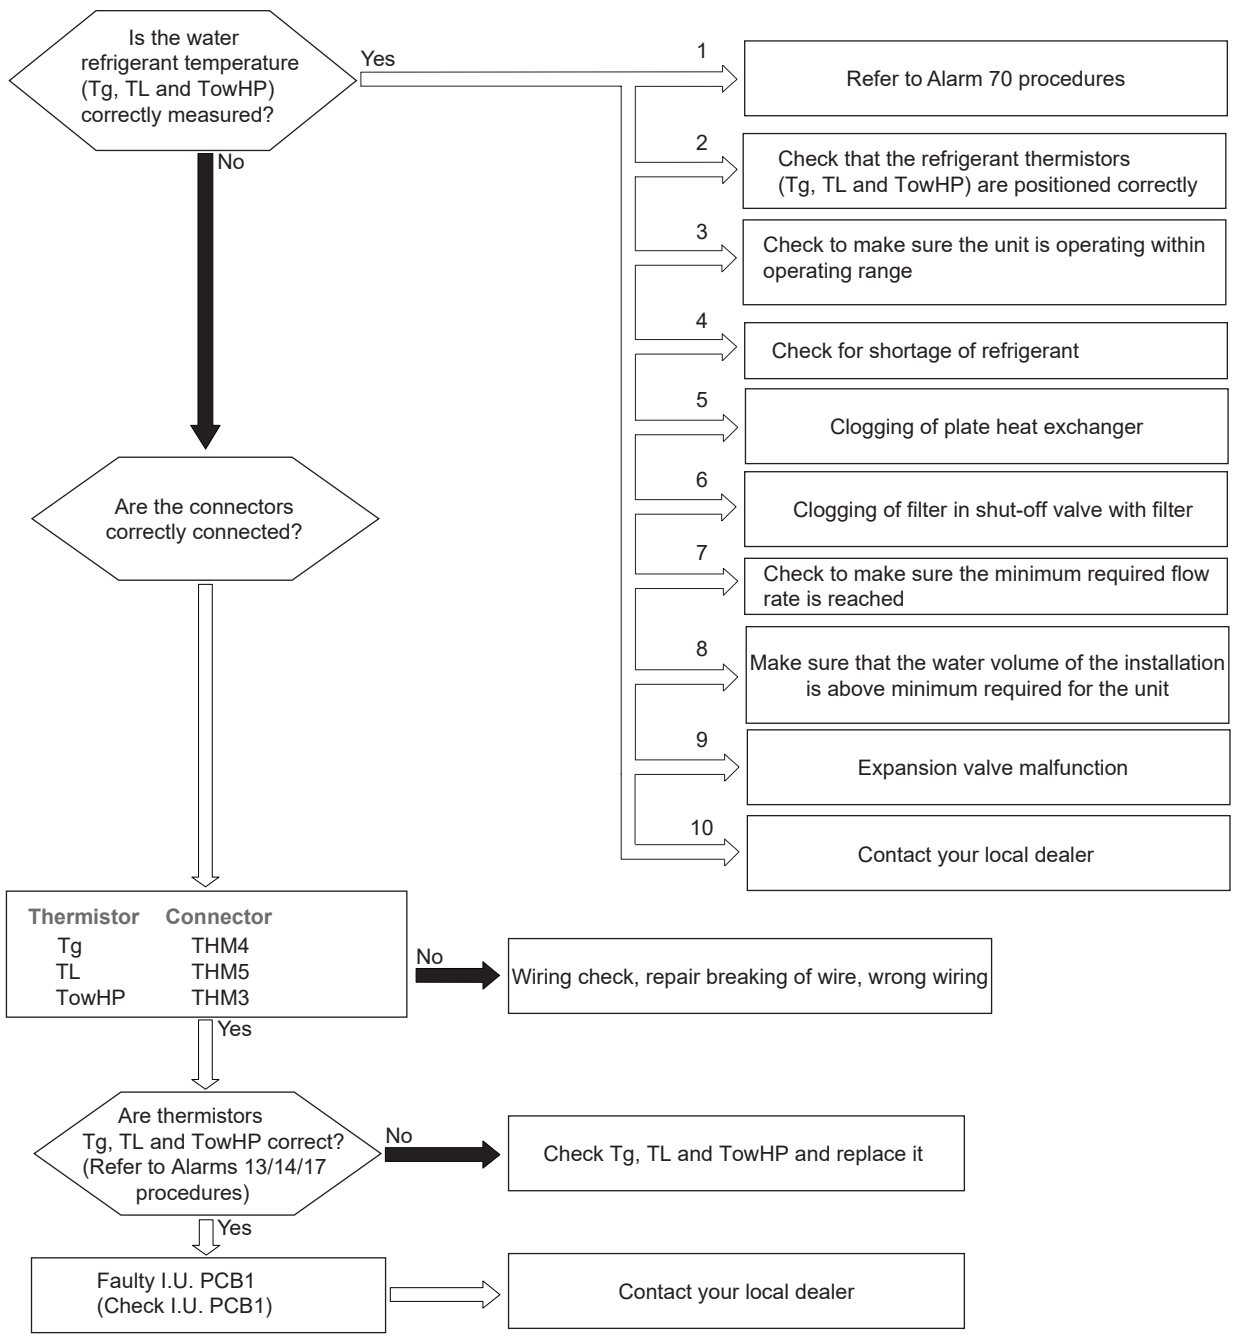 Is the water
refrigerant temperature
(Tg, TL and TowHP)
correctly measured?
Yes
No
1
Refer to Alarm 70 procedures
2
Check that the refrigerant thermistors
(Tg, TL and TowHP) are positioned correctly
3
Check to make sure the unit is operating within
operating range
4
Check for shortage of refrigerant
5
Clogging of plate heat exchanger
6
Clogging of filter in shut-off valve with filter
7
Check to make sure the minimum required flow
rate is reached
8
Make sure that the water volume of the installation
is above minimum required for the unit
9
Expansion valve malfunction
10
Contact your local dealer
Are the connectors
correctly connected?
Thermistor Connector
Tg THM4
TL THM5
TowHP THM3
No
Wiring check, repair breaking of wire, wrong wiring
Yes
Are thermistors
Tg, TL and TowHP correct?
(Refer to Alarms 13/14/17
procedures)
No
Check Tg, TL and TowHP and replace it
Yes
Faulty I.U. PCB1
(Check I.U. PCB1)
Contact your local dealer